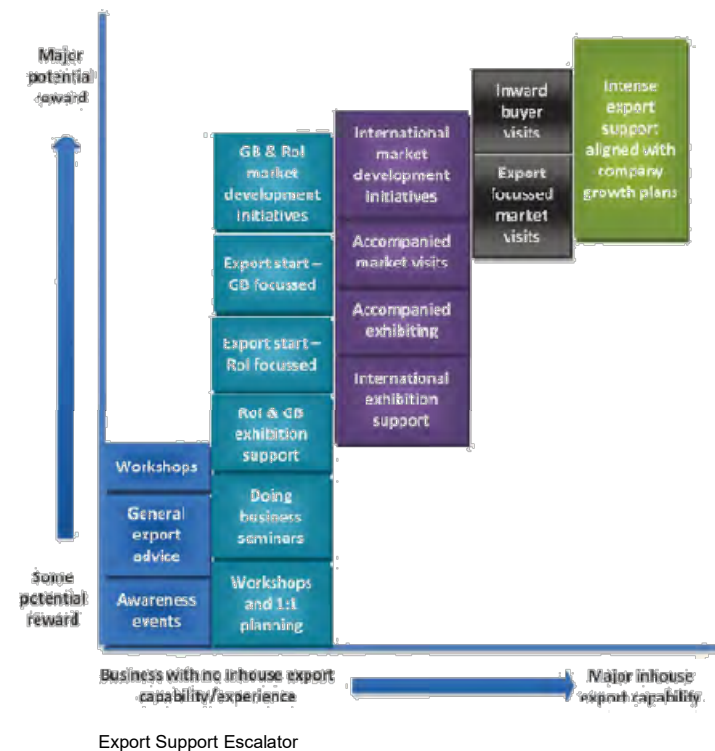 Major
potential
reward
Some
potential
reward
Workshops
General
export
advice
Awareness
events
GB & RoI
market
development
initiatives
Export start –
GB focussed
Export start –
RoI focussed
RoI & GB
exhibition
support
Doing
business
seminars
Workshops
and 1:1
planning
International
market
development
initiatives
Accompanied
market visits
Accompanied
exhibiting
International
exhibition
support
Inward
buyer
visits
Export
focussed
market
visits
Intense
export
support
aligned with
company
growth plans
Business with no inhouse export
capability/experience
Major inhouse
export capability
Export Support Escalator